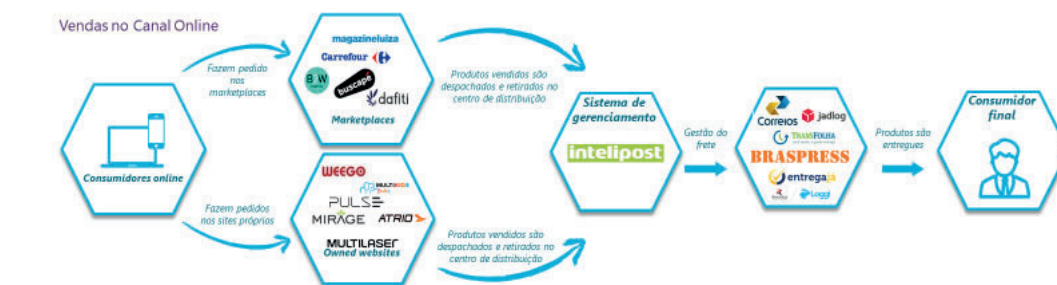 Vendas no Canal Online
Consumidores online
Fazem pedido
nos
marketplaces
magazineluiza
Carrefour
B W
buscapé
dafiti
Marketplaces
Produtos vendidos são
despachados e retirados no
centro de distribuição
Fazem pedidos
nos sites próprios
WEEGO
MULTIKIDS
PULSE
MIRAGE
ATRIO
MULTILASER
Owned websites
Produtos vendidos são
despachados e retirados no
centro de distribuição
Sistema de
gerenciamento
intelipost
Gestão do
frete
Correios
jadlog
TRANSFOLHA
BRASPRESS
entregaja
Loggi
Produtos são
entregues
Consumidor
final